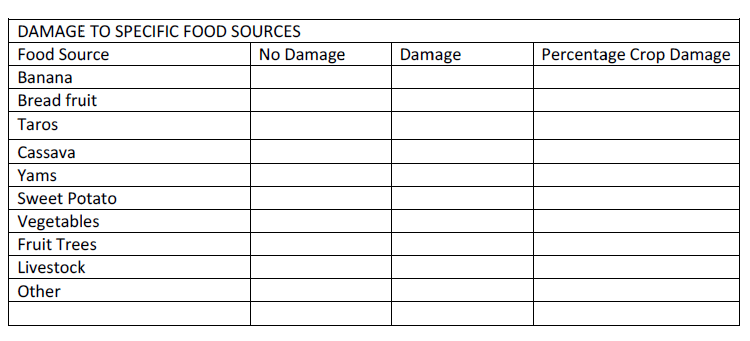 DAMAGE TO SPECIFIC FOOD SOURCES
Food Source No Damage Damage Percentage Crop Damage
Banana
Bread fruit
Taros
Cassava
Yams
Sweet Potato
Vegetables
Fruit Trees
Livestock
Other